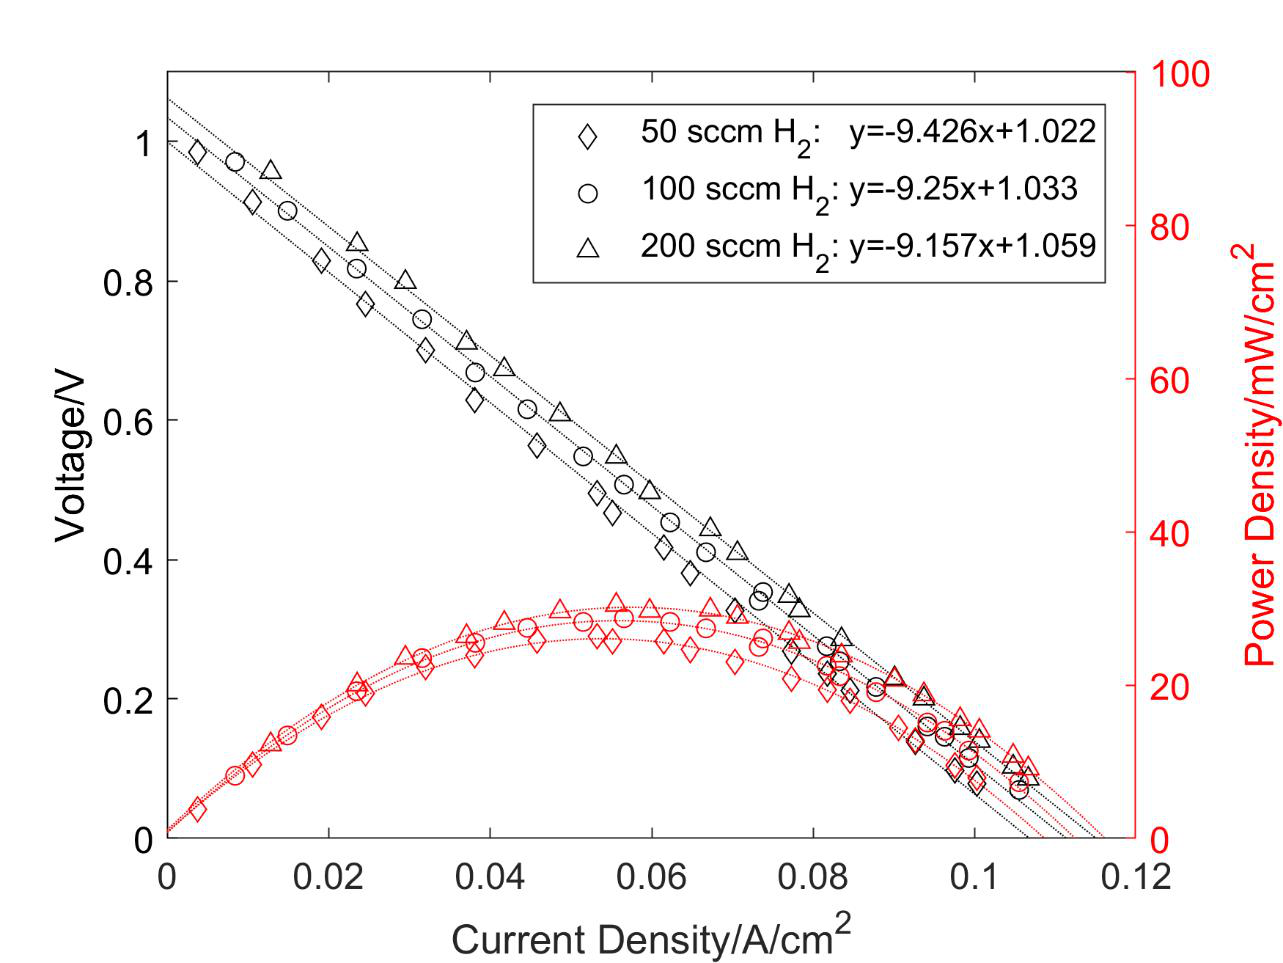 50 sccm H2: y=-9.426x+1.022
100 sccm H2: y=-9.25x+1.033
200 sccm H2: y=-9.157x+1.059
Voltage/V
1
0.8
0.6
0.4
0.2
0
100
80
60
40
20
0
Power Density/mW/cm2
0 0.02 0.04 0.06 0.08 0.1 0.12
Current Density/A/cm2